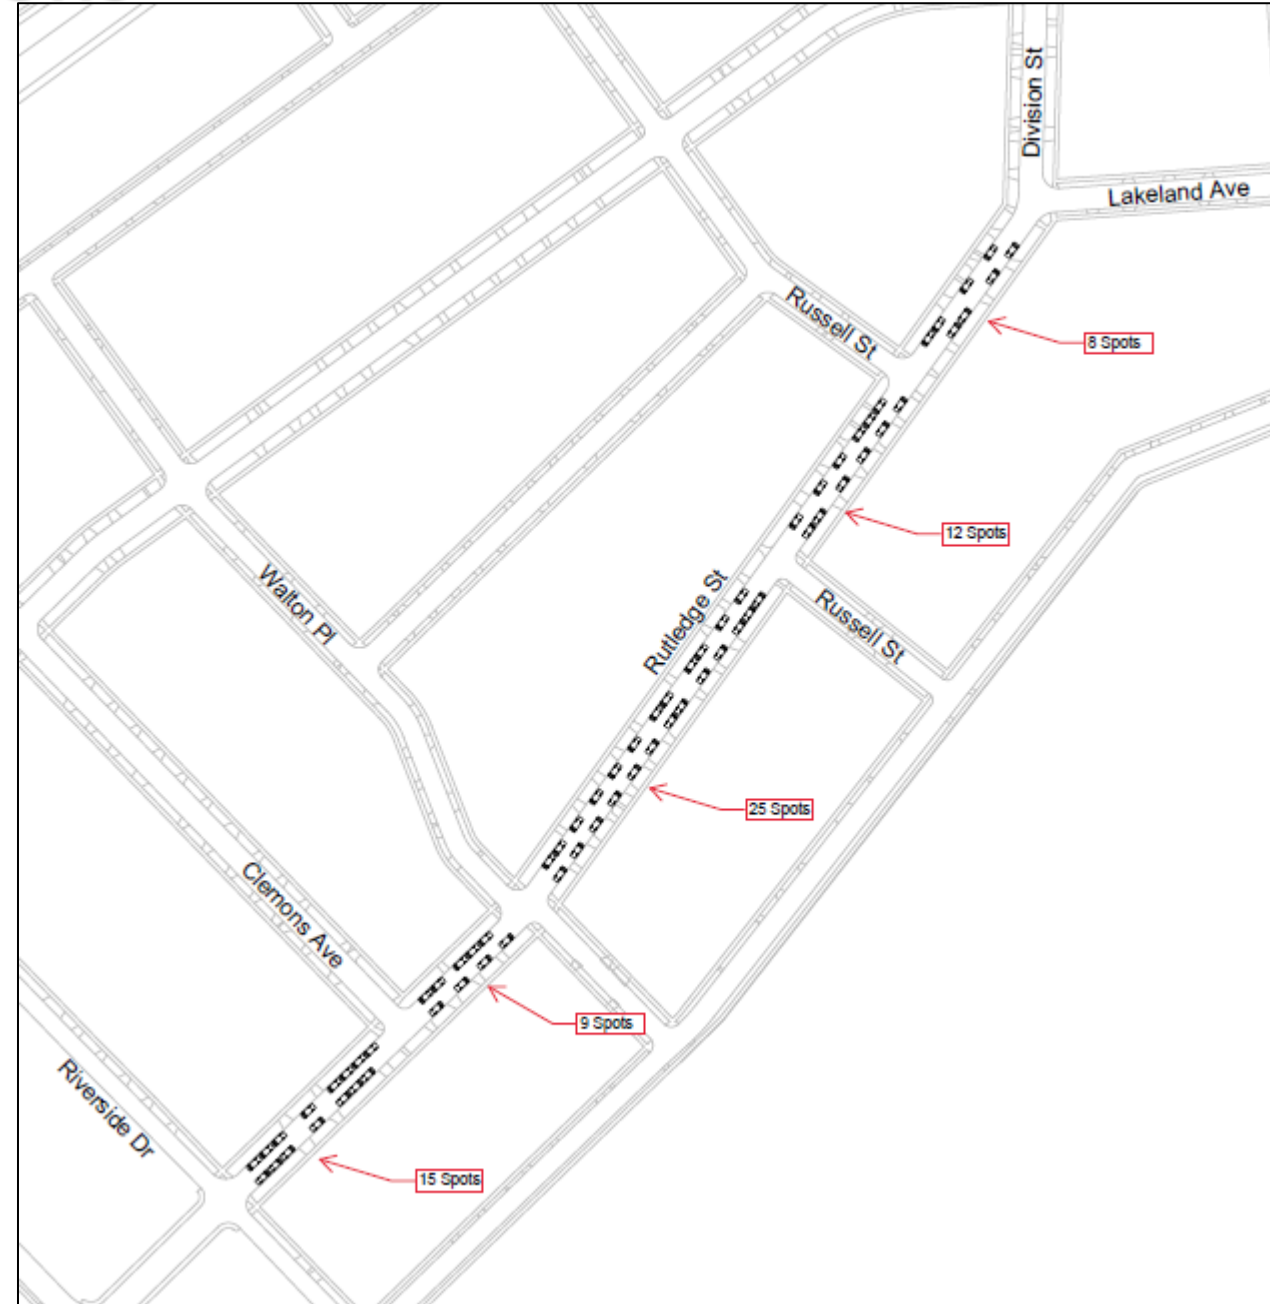 Division St
Lakeland Ave
Russell St
8 Spots
12 Spots
Walton Pl
Rutledge St
Russell St
25 Spots
Clemons Ave
9 Spots
Riverside Dr
15 Spots